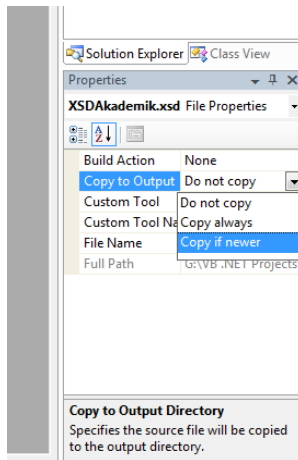 Solution Explorer Class View
Properties
XSDAkademik.xsd File Properties
Build Action None
Copy to Output Do not copy
Custom Tool Do not copy
Custom Tool Na Copy always
File Name Copy if newer
Full Path G:\VB .NET Projects
Copy to Output Directory
Specifies the source file will be copied
to the output directory.